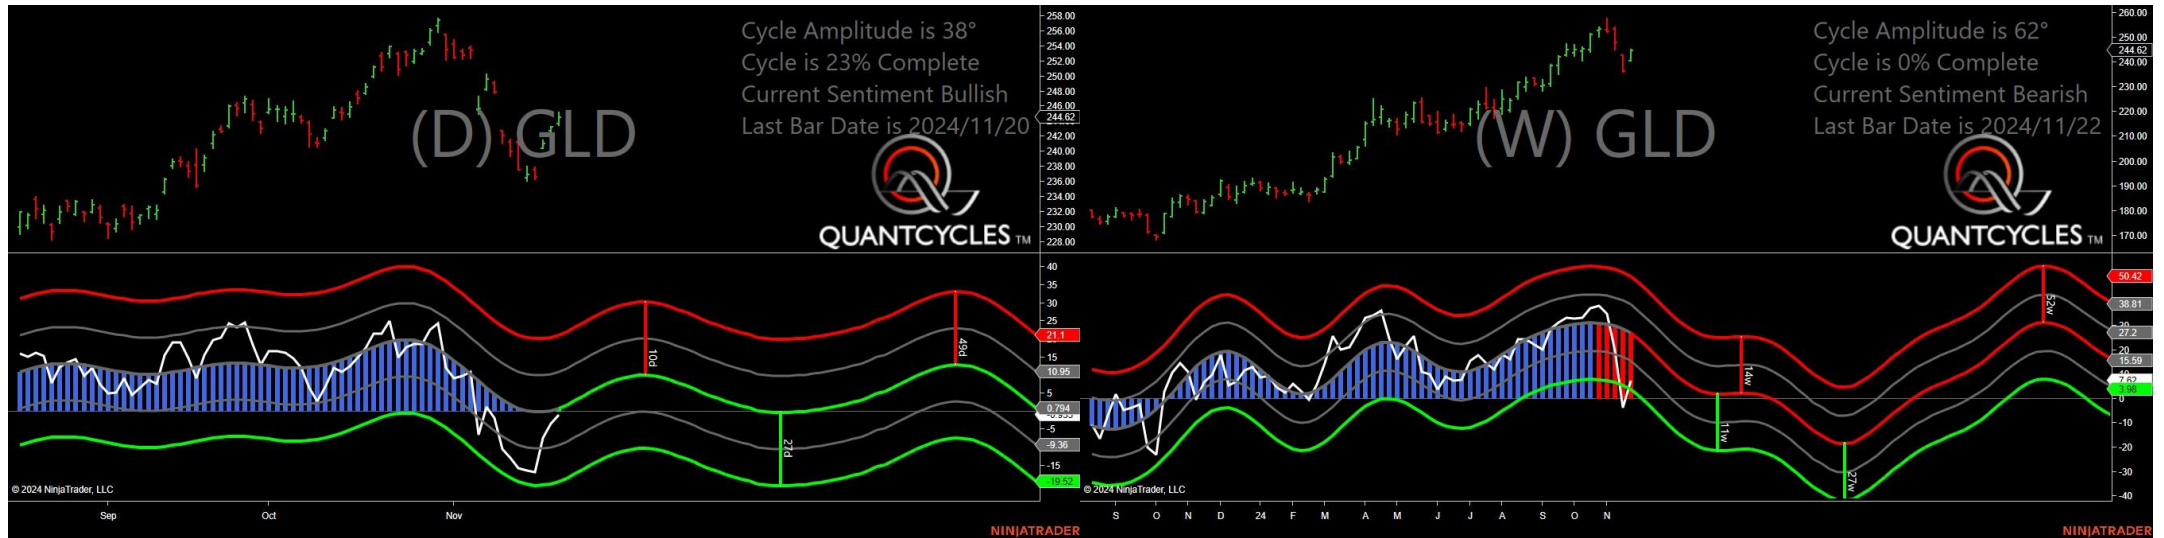 Cycle Amplitude is 38°
Cycle is 23% Complete
Current Sentiment Bullish
Last Bar Date is 2024/11/20
(D) GLD
QUANTCYCLES TM
258.00
256.00
254.00
252.00
250.00
248.00
246.00
244.62
242.00
240.00
238.00
236.00
234.00
232.00
230.00
228.00
40
35
30
25
21.1
15
10.95
5
0.794
-5
-9.36
-15
-19.52
10d
27d
49d
© 2024 NinjaTrader, LLC
Sep Oct Nov
NINJATRADER
Cycle Amplitude is 62°
Cycle is 0% Complete
Current Sentiment Bearish
Last Bar Date is 2024/11/22
(W) GLD
QUANTCYCLES TM
260.00
250.00
244.62
240.00
230.00
220.00
210.00
200.00
190.00
180.00
170.00
50.42
38.81
27.2
20
15.59
7.62
3.98
0
-10
-20
-30
-40
11w
14w
27w
52w
© 2024 NinjaTrader, LLC
S O N D 24 F M A M J J A S O N
NINJATRADER